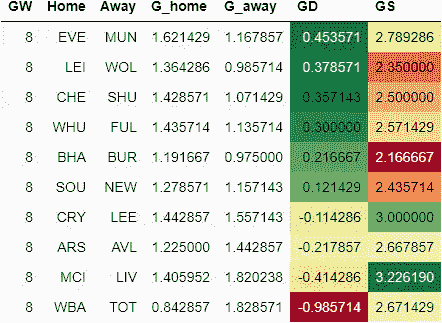 GW Home Away G_home G_away GD GS
8 EVE MUN 1.621429 1.167857 0.453571 2.789286
8 LEI WOL 1.364286 0.985714 0.378571 2.350000
8 CHE SHU 1.428571 1.071429 0.357143 2.500000
8 WHU FUL 1.435714 1.135714 0.300000 2.571429
8 BHA BUR 1.191667 0.975000 0.216667 2.166667
8 SOU NEW 1.278571 1.157143 0.121429 2.435714
8 CRY LEE 1.442857 1.557143 -0.114286 3.000000
8 ARS AVL 1.225000 1.442857 -0.217857 2.667857
8 MCI LIV 1.405952 1.820238 -0.414286 3.226190
8 WBA TOT 0.842857 1.828571 -0.985714 2.671429